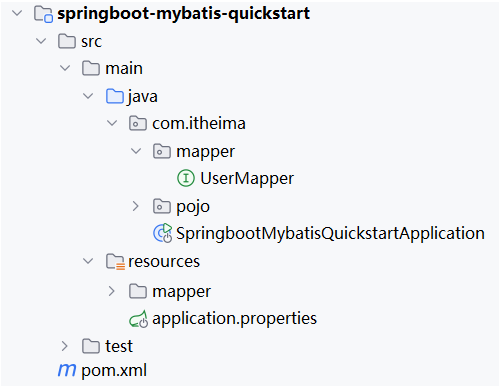 springboot-mybatis-quickstart
src
main
java
com.itheima
mapper
UserMapper
pojo
SpringbootMybatisQuickstartApplication
resources
mapper
application.properties
test
pom.xml